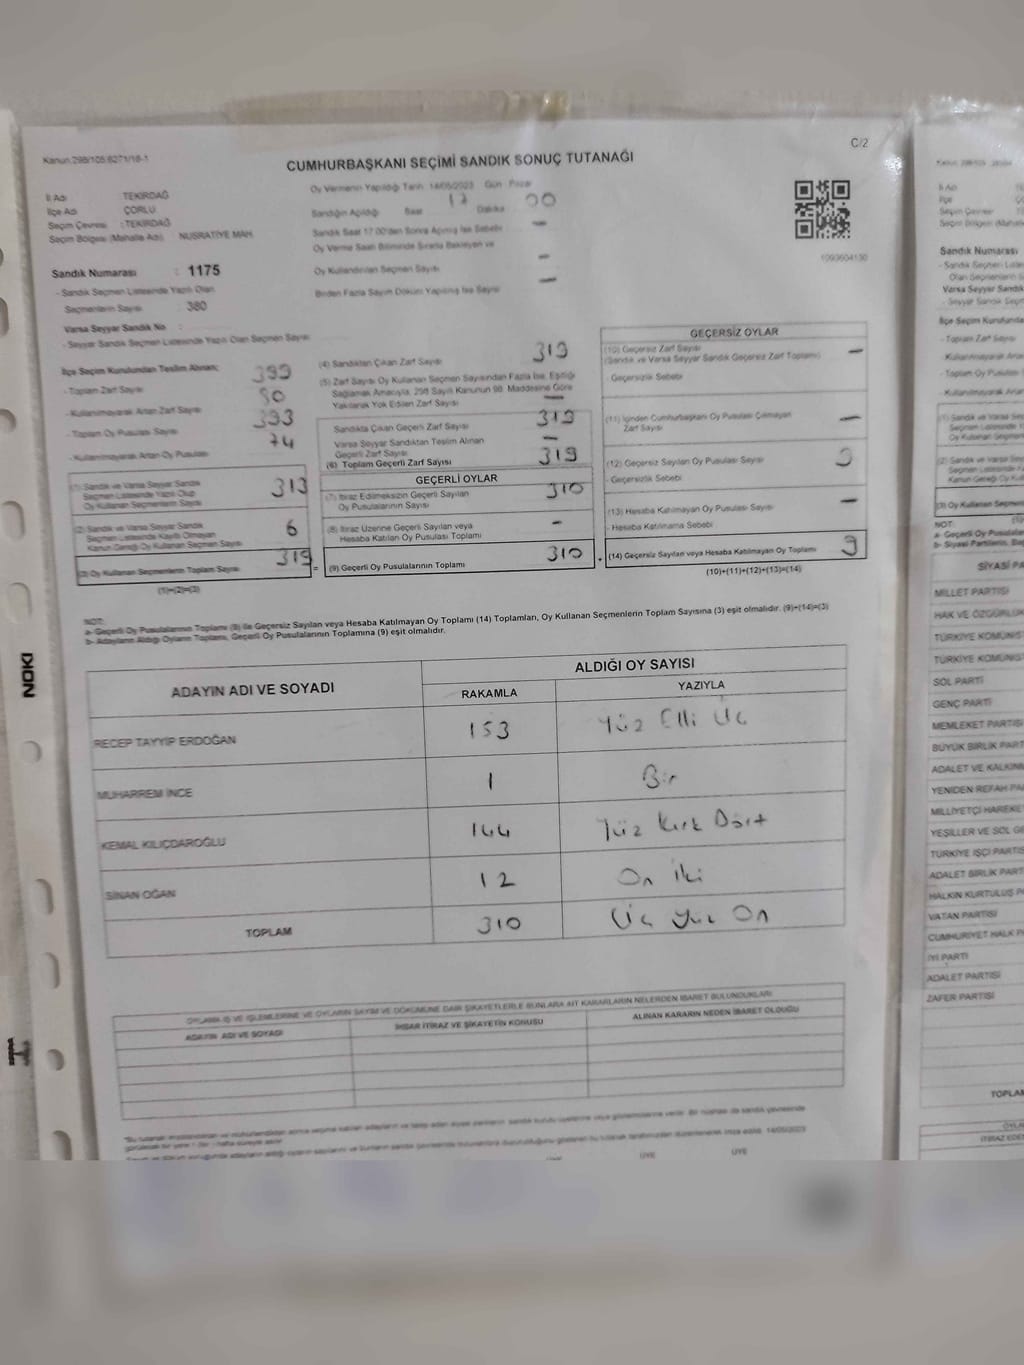 Kanun:298/105.6271/18-1
C/2
CUMHURBAŞKANI SEÇİMİ SANDIK SONUÇ TUTANAĞI
İl Adı TEKİRDAĞ
İlçe Adı ÇORLU
Seçim Çevresi : TEKİRDAĞ
Seçim Bölgesi (Mahalle Adı) NUSRATİYE MAH.
Sandık Numarası : 1175
- Sandık Seçmen Listesinde Yazılı Olan
Seçmenlerin Sayısı : 380
Varsa Seyyar Sandık No :
- Seyyar Sandık Seçmen Listesinde Yazılı Olan Seçmen Sayısı
Oy Vermenin Yapıldığı Tarih 14/05/2023 Gün Pazar
Sandığın Açıldığı Saat 17 Dakika 00
Sandık Saat 17.00'den Sonra Açılmış İse Sebebi -
Oy Verme Saati Bitiminde Sırada Bekleyen ve
Oy Kullandırılan Seçmen Sayısı -
Birden Fazla Sayım Dökümü Yapılmış İse Sayısı -
1093604130
İlçe Seçim Kurulundan Teslim Alınan;
- Toplam Zarf Sayısı
- Kullanılmayarak Artan Zarf Sayısı
- Toplam Oy Pusulası Sayısı 393
- Kullanılmayarak Artan Oy Pusulası 74
(1) Sandık ve Varsa Seyyar Sandık
Seçmen Listesinde Yazılı Olup
Oy Kullanan Seçmenlerin Sayısı 313
(2) Sandık ve Varsa Seyyar Sandık
Seçmen Listesinde Kayıtlı Olmayan
Kanun Gereği Oy Kullanan Seçmen Sayısı 6
(3) Oy Kullanan Seçmenlerin Toplam Sayısı 319
(1)+(2)=(3)
(4) Sandıktan Çıkan Zarf Sayısı 319
(5) Zarf Sayısı Oy Kullanan Seçmen Sayısından Fazla İse, Eşitliği
Sağlamak Amacıyla, 298 Sayılı Kanunun 98. Maddesine Göre
Yakılarak Yok Edilen Zarf Sayısı -
Sandıkta Çıkan Geçerli Zarf Sayısı 319
Varsa Seyyar Sandıktan Teslim Alınan
Geçerli Zarf Sayısı -
(6) Toplam Geçerli Zarf Sayısı 319
GEÇERLİ OYLAR
(7) İtiraz Edilmeksizin Geçerli Sayılan
Oy Pusulalarının Sayısı 310
(8) İtiraz Üzerine Geçerli Sayılan veya
Hesaba Katılan Oy Pusulası Toplamı -
= (9) Geçerli Oy Pusulalarının Toplamı 310
GEÇERSİZ OYLAR
(10) Geçersiz Zarf Sayısı
(Sandık ve Varsa Seyyar Sandık Geçersiz Zarf Toplamı) -
- Geçersizlik Sebebi
(11) İçinden Cumhurbaşkanı Oy Pusulası Çıkmayan
Zarf Sayısı -
(12) Geçersiz Sayılan Oy Pusulası Sayısı 9
- Geçersizlik Sebebi
(13) Hesaba Katılmayan Oy Pusulası Sayısı -
- Hesaba Katılmama Sebebi
+ (14) Geçersiz Sayılan veya Hesaba Katılmayan Oy Toplamı 9
(10)+(11)+(12)+(13)=(14)
NOT:
a- Geçerli Oy Pusulalarının Toplamı (9) ile Geçersiz Sayılan veya Hesaba Katılmayan Oy Toplamı (14) Toplamları, Oy Kullanan Seçmenlerin Toplam Sayısına (3) eşit olmalıdır. (9)+(14)=(3)
b- Adayların Aldığı Oyların Toplamı, Geçerli Oy Pusulalarının Toplamına (9) eşit olmalıdır.
ADAYIN ADI VE SOYADI ALDIĞI OY SAYISI
RAKAMLA YAZIYLA
RECEP TAYYİP ERDOĞAN 153 Yüz Elli Üç
MUHARREM İNCE 1 Bir
KEMAL KILIÇDAROĞLU 144 Yüz Kırk Dört
SİNAN OĞAN 12 On İki
TOPLAM 310 Üç Yüz On
OYLAMA İŞ VE İŞLEMLERİNE VE OYLARIN SAYIM VE DÖKÜMÜNE DAİR ŞİKAYETLERLE BUNLARA AİT KARARLARIN NELERDEN İBARET BULUNDUKLARI
ADAYIN ADI VE SOYADI İHBAR İTİRAZ VE ŞİKAYETİN KONUSU ALINAN KARARIN NEDEN İBARET OLDUĞU
ÜYE ÜYE
NOKI
Sandık Numarası
SİYASİ PA
MİLLET PARTİSİ
HAK VE ÖZGÜRLÜK
TÜRKİYE KOMÜNİS
TÜRKİYE KOMÜNİST
SOL PARTİ
GENÇ PARTİ
MEMLEKET PARTİSİ
BÜYÜK BİRLİK PART
ADALET VE KALKINM
YENİDEN REFAH PA
MİLLİYETÇİ HAREKE
YEŞİLLER VE SOL GE
TÜRKİYE İŞÇİ PARTİS
ADALET BİRLİK PART
HALKIN KURTULUŞ P
VATAN PARTİSİ
CUMHURİYET HALK P
İYİ PARTİ
ADALET PARTİSİ
ZAFER PARTİSİ
TOPLAM